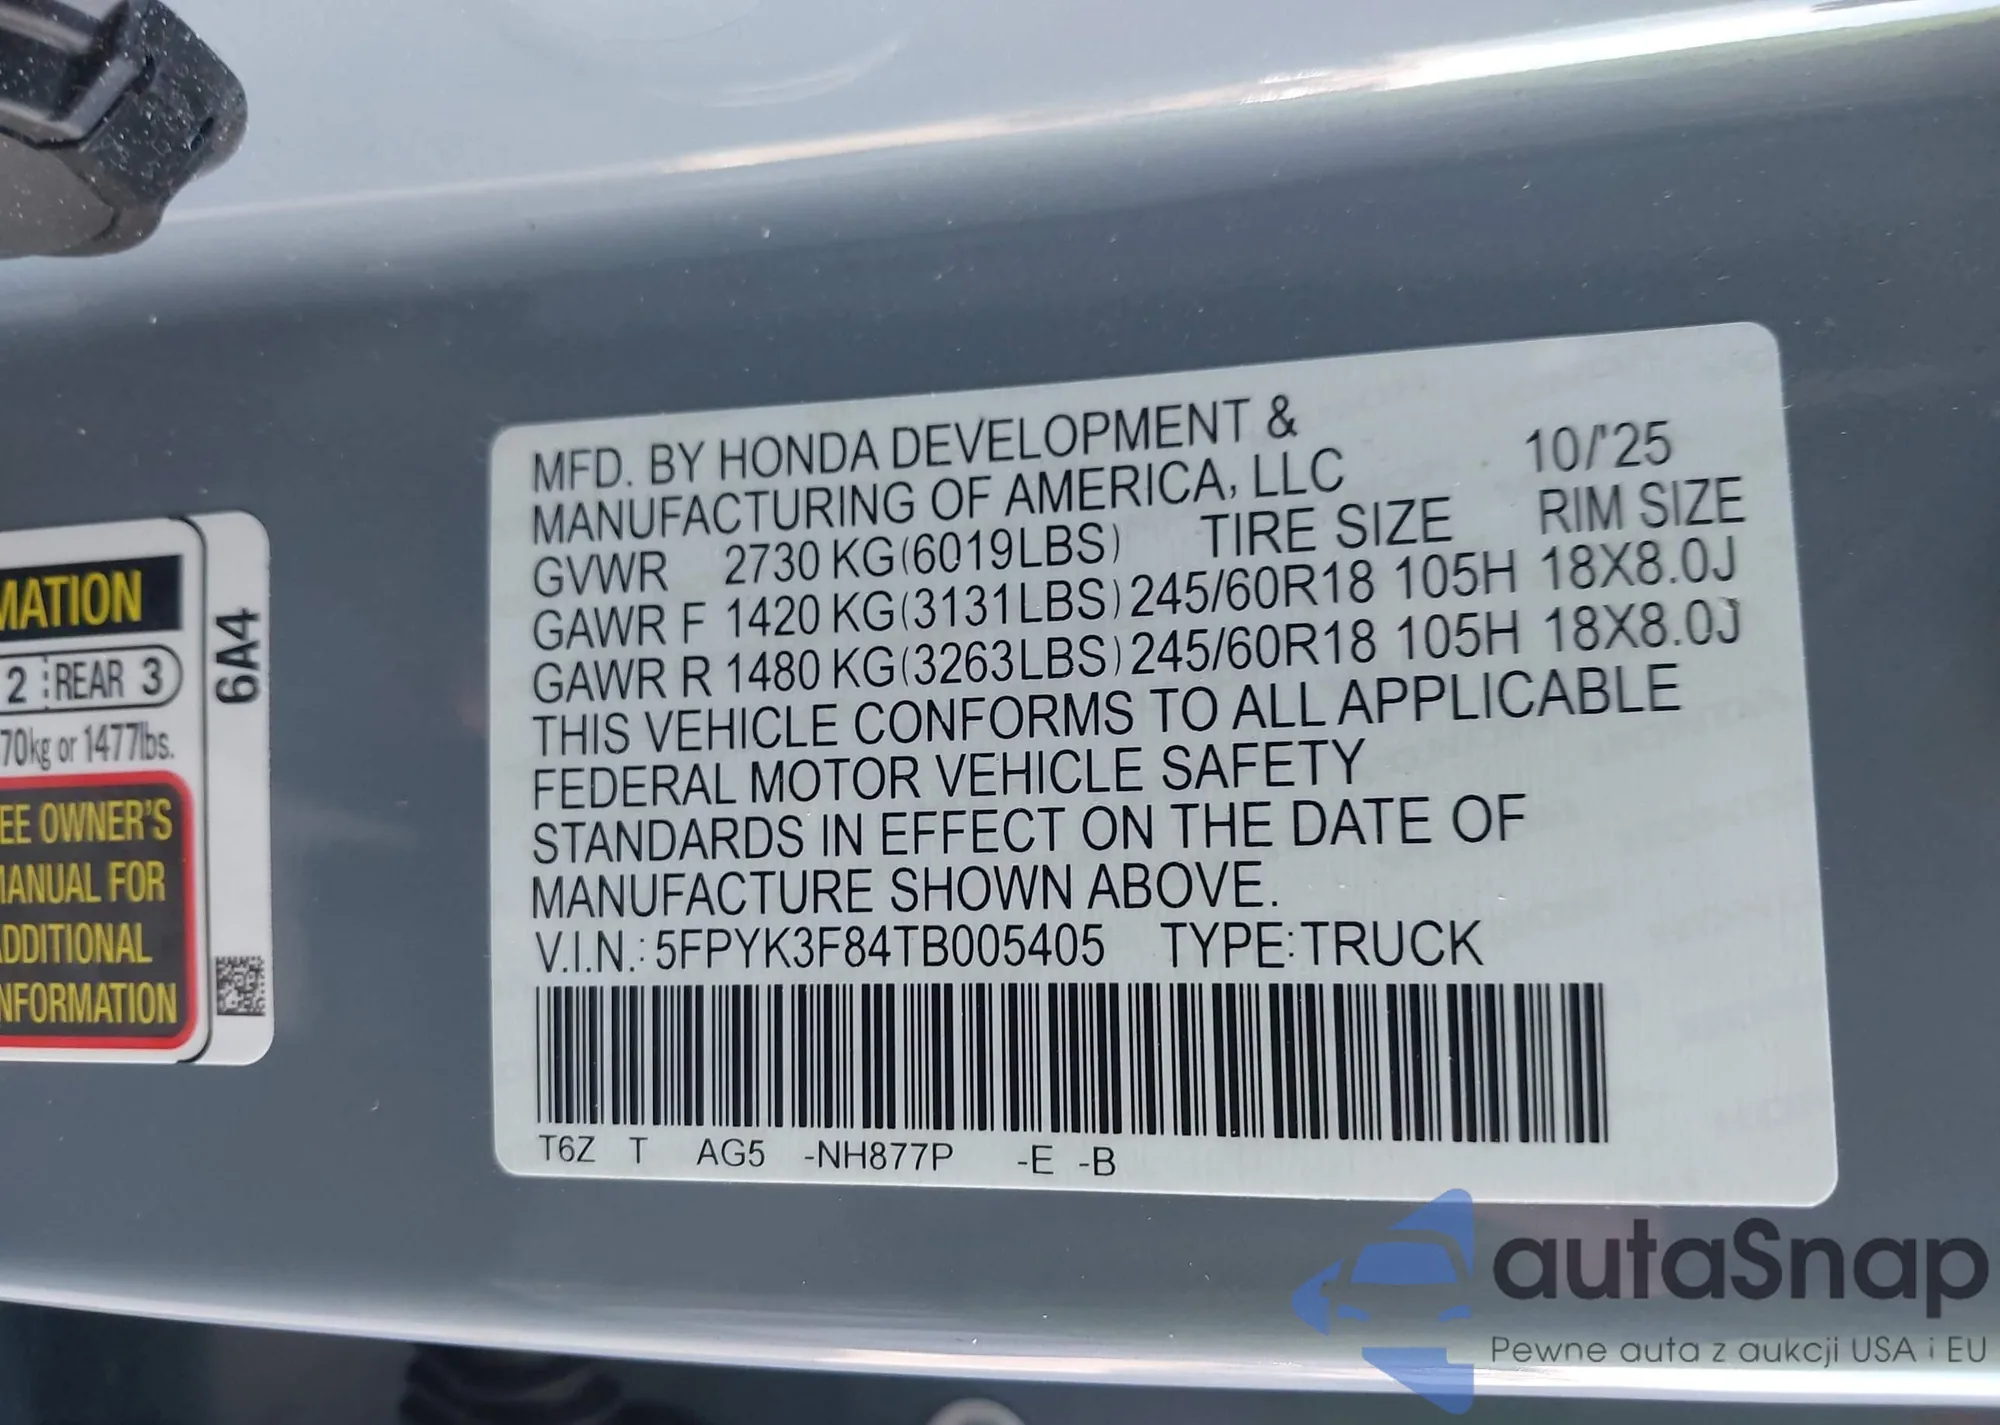 MFD. BY HONDA DEVELOPMENT &
MANUFACTURING OF AMERICA, LLC 10/'25
GVWR 2730 KG(6019LBS) TIRE SIZE RIM SIZE
GAWR F 1420 KG(3131LBS) 245/60R18 105H 18X8.0J
GAWR R 1480 KG(3263LBS) 245/60R18 105H 18X8.0J
THIS VEHICLE CONFORMS TO ALL APPLICABLE
FEDERAL MOTOR VEHICLE SAFETY
STANDARDS IN EFFECT ON THE DATE OF
MANUFACTURE SHOWN ABOVE.
V.I.N.: 5FPYK3F84TB005405 TYPE:TRUCK
T6Z T AG5 -NH877P -E -B
MATION
2 REAR 3
70kg or 1477lbs.
EE OWNER'S
MANUAL FOR
ADDITIONAL
NFORMATION
6A4
autaSnap
Pewne auta z aukcji USA i EU